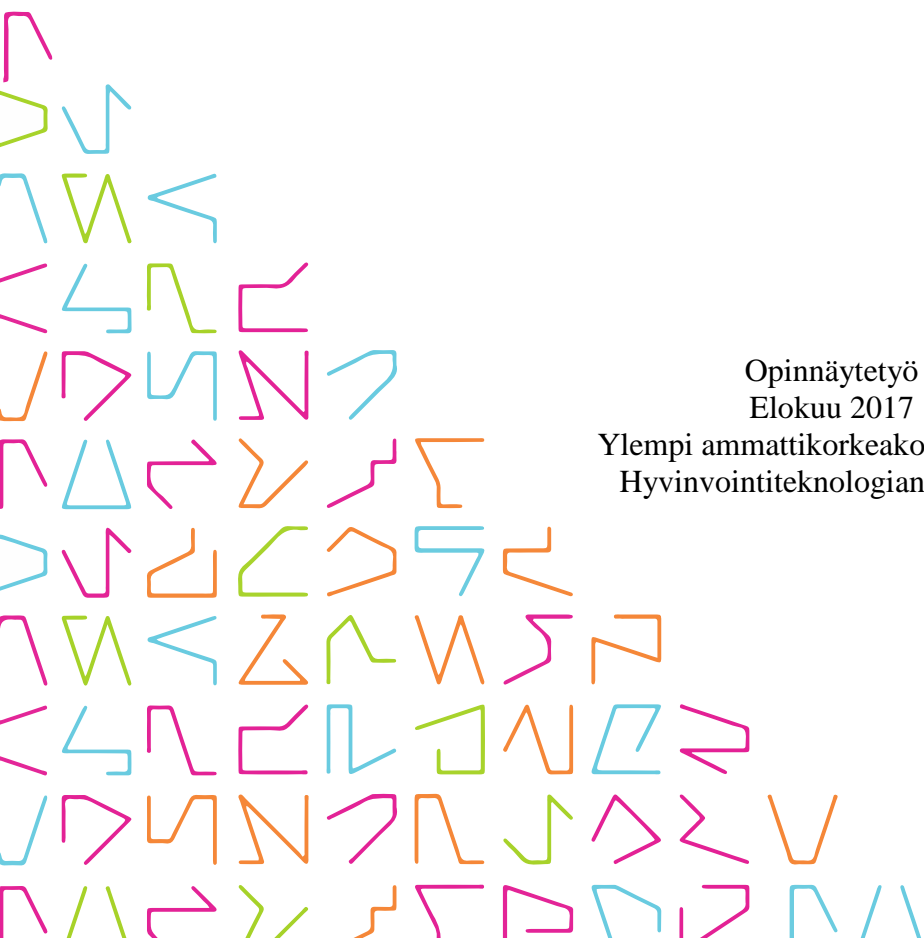 Opinnäytetyö
Elokuu 2017
Ylempi ammattikorkeako
Hyvinvointiteknologian